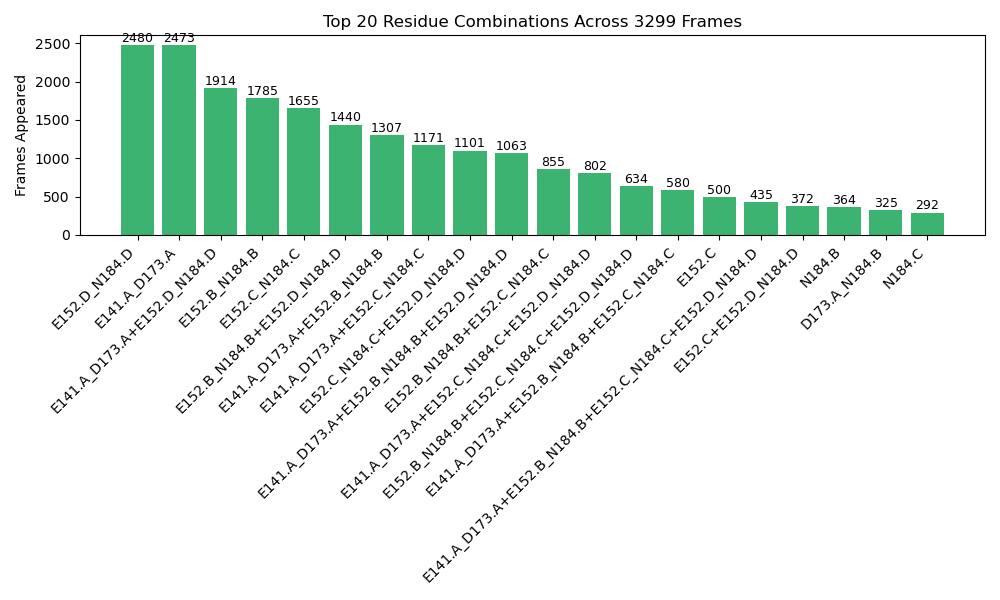 Top 20 Residue Combinations Across 3299 Frames
Frames Appeared
2500
2000
1500
1000
500
0
2480
2473
1914
1785
1655
1440
1307
1171
1101
1063
855
802
634
580
500
435
372
364
325
292
E152.D_N184.D
E141.A_D173.A
E141.A_D173.A+E152.D_N184.D
E152.B_N184.B
E152.C_N184.C
E152.B_N184.B+E152.D_N184.D
E141.A_D173.A+E152.B_N184.B
E141.A_D173.A+E152.C_N184.C
E152.C_N184.C+E152.D_N184.D
E141.A_D173.A+E152.B_N184.B+E152.D_N184.D
E152.B_N184.B+E152.C_N184.C
E141.A_D173.A+E152.C_N184.C+E152.D_N184.D
E152.B_N184.B+E152.C_N184.C+E152.D_N184.D
E141.A_D173.A+E152.B_N184.B+E152.C_N184.C
E152.C
E141.A_D173.A+E152.B_N184.B+E152.C_N184.C+E152.D_N184.D
E152.C+E152.D_N184.D
N184.B
D173.A_N184.B
N184.C